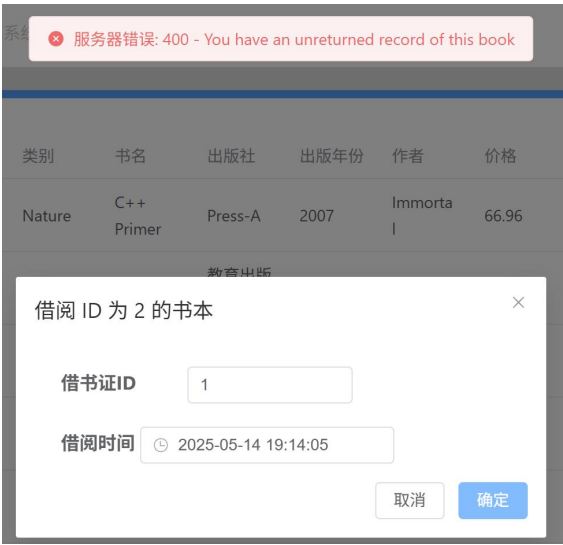 系统
服务器错误: 400 - You have an unreturned record of this book
类别 书名 出版社 出版年份 作者 价格
Nature C++ Primer Press-A 2007 Immortal 66.96
教育出版
借阅 ID 为 2 的书本
借书证ID 1
借阅时间 2025-05-14 19:14:05
取消 确定